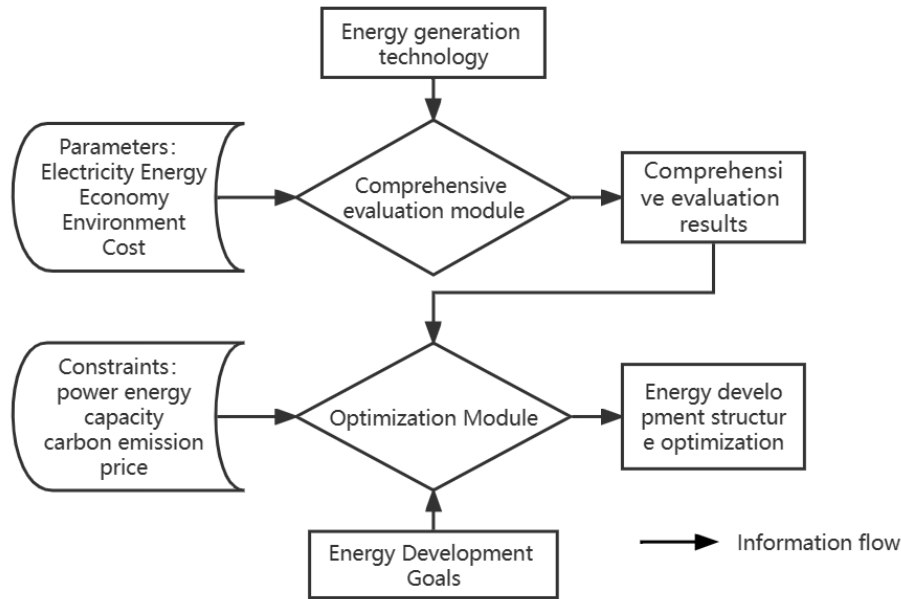 Energy generation
technology
Parameters:
Electricity Energy
Economy
Environment
Cost
Comprehensive
evaluation module
Comprehensi
ve evaluation
results
Constraints:
power energy
capacity
carbon emission
price
Optimization Module
Energy develo
pment structur
e optimization
Energy Development
Goals
Information flow